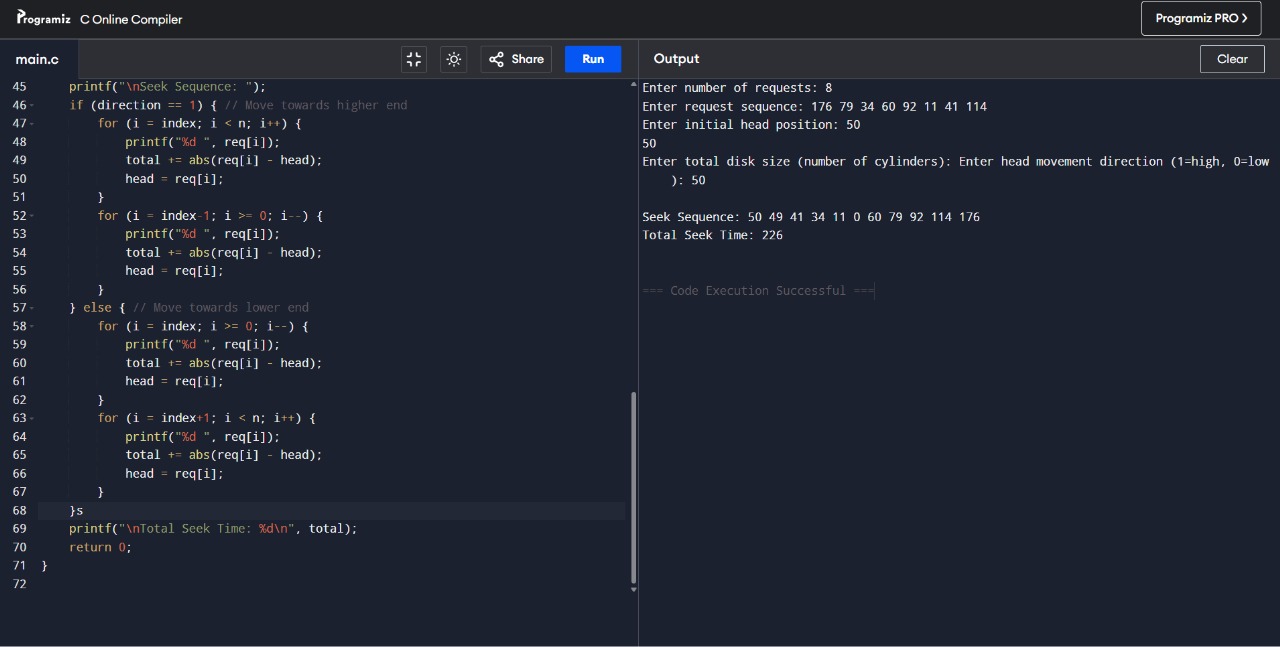 Programiz C Online Compiler
Programiz PRO >
main.c
Share
Run
Output
Clear
45 printf("\nSeek Sequence: ");
46 if (direction == 1) { // Move towards higher end
47 for (i = index; i < n; i++) {
48 printf("%d ", req[i]);
49 total += abs(req[i] - head);
50 head = req[i];
51 }
52 for (i = index-1; i >= 0; i--) {
53 printf("%d ", req[i]);
54 total += abs(req[i] - head);
55 head = req[i];
56 }
57 } else { // Move towards lower end
58 for (i = index; i >= 0; i--) {
59 printf("%d ", req[i]);
60 total += abs(req[i] - head);
61 head = req[i];
62 }
63 for (i = index+1; i < n; i++) {
64 printf("%d ", req[i]);
65 total += abs(req[i] - head);
66 head = req[i];
67 }
68 }s
69 printf("\nTotal Seek Time: %d\n", total);
70 return 0;
71 }
72
Enter number of requests: 8
Enter request sequence: 176 79 34 60 92 11 41 114
Enter initial head position: 50
50
Enter total disk size (number of cylinders): Enter head movement direction (1=high, 0=low
): 50
Seek Sequence: 50 49 41 34 11 0 60 79 92 114 176
Total Seek Time: 226
=== Code Execution Successful ===